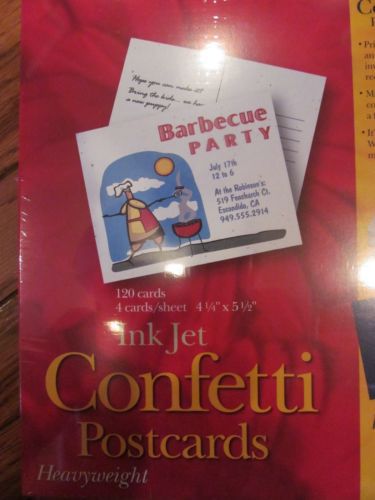 Hope you can make it!
Bring the kids... we have
a new puppy!
Barbecue
PARTY
July 17th
12 to 6
At the Robinson's:
519 Fenchurch Ct.
Escondido, CA
949.555.2914
120 cards
4 cards/sheet 4 1/4" x 5 1/2"
Ink Jet
Confetti
Postcards
Heavyweight